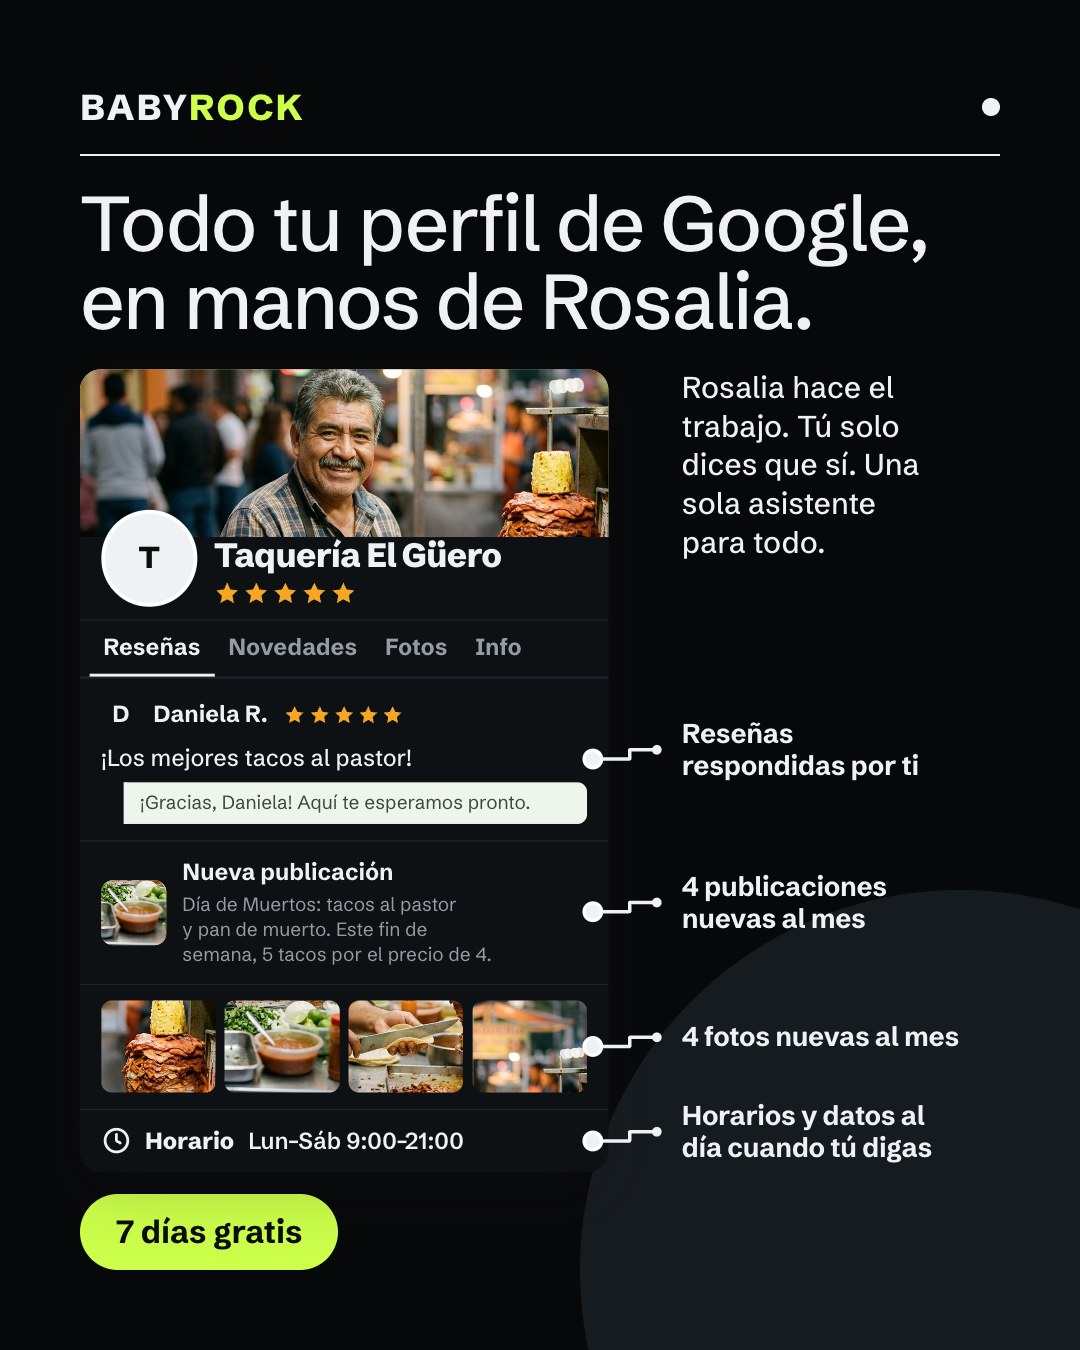 BABYROCK
Todo tu perfil de Google,
en manos de Rosalia.
Rosalia hace el
trabajo. Tú solo
dices que sí. Una
sola asistente
para todo.
T
Taquería El Güero
Reseñas Novedades Fotos Info
D Daniela R.
¡Los mejores tacos al pastor!
¡Gracias, Daniela! Aquí te esperamos pronto.
Reseñas
respondidas por ti
Nueva publicación
Día de Muertos: tacos al pastor
y pan de muerto. Este fin de
semana, 5 tacos por el precio de 4.
4 publicaciones
nuevas al mes
4 fotos nuevas al mes
Horario Lun–Sáb 9:00–21:00
Horarios y datos al
día cuando tú digas
7 días gratis